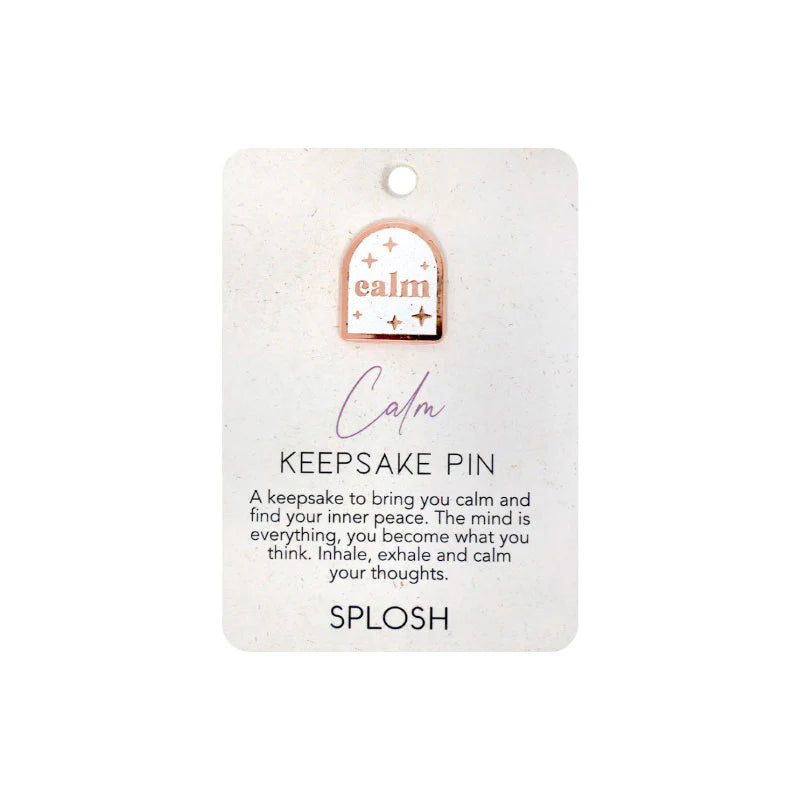 calm
Calm
KEEPSAKE PIN
A keepsake to bring you calm and
find your inner peace. The mind is
everything, you become what you
think. Inhale, exhale and calm
your thoughts.
SPLOSH